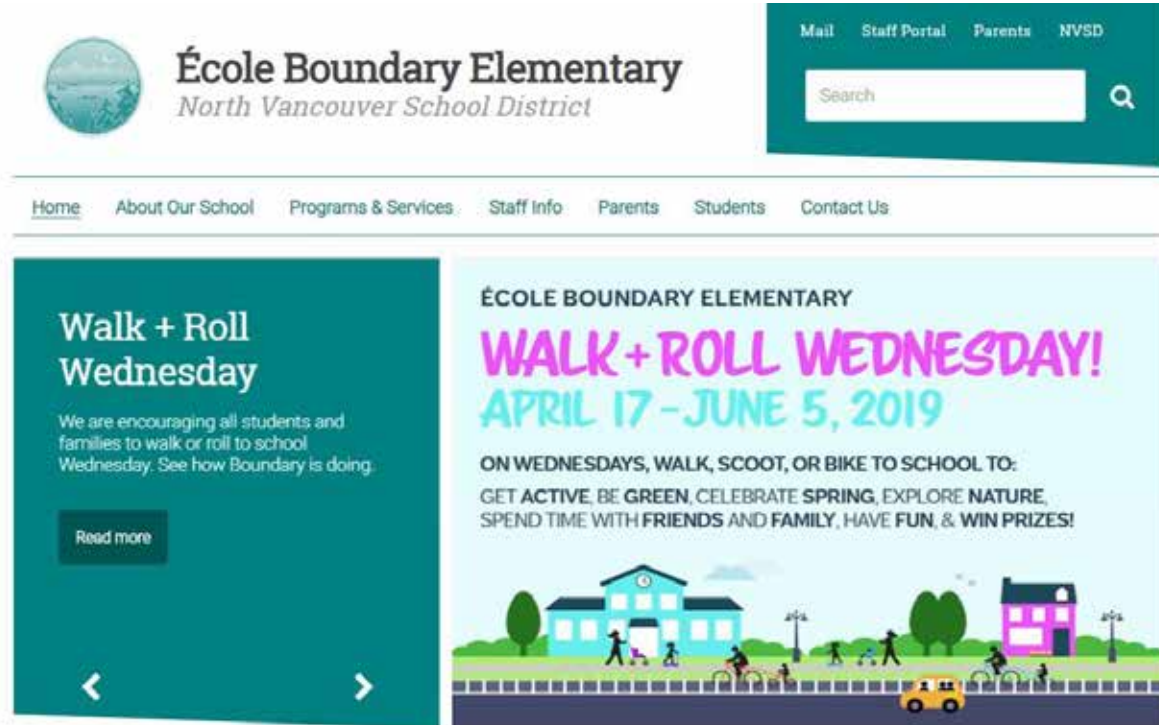 Mail Staff Portal Parents NVSD
École Boundary Elementary
North Vancouver School District
Search
Home About Our School Programs & Services Staff Info Parents Students Contact Us
Walk + Roll
Wednesday
We are encouraging all students and
families to walk or roll to school
Wednesday. See how Boundary is doing.
Read more
ÉCOLE BOUNDARY ELEMENTARY
WALK + ROLL WEDNESDAY!
APRIL 17 - JUNE 5, 2019
ON WEDNESDAYS, WALK, SCOOT, OR BIKE TO SCHOOL TO:
GET ACTIVE, BE GREEN, CELEBRATE SPRING, EXPLORE NATURE,
SPEND TIME WITH FRIENDS AND FAMILY, HAVE FUN, & WIN PRIZES!